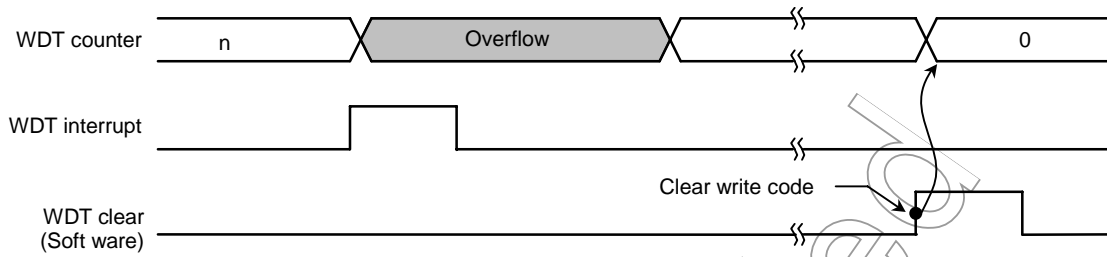 WDT counter
n
Overflow
0
WDT interrupt
Clear write code
WDT clear
(Soft ware)